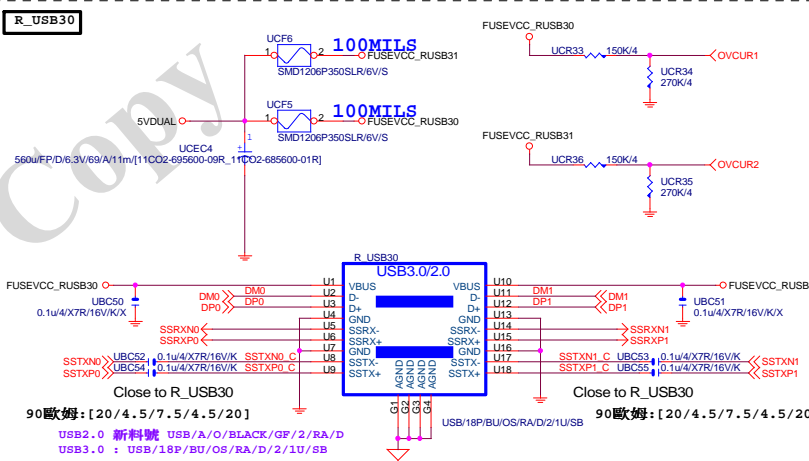 R_USB30
Copy
UCF6
1
2
100MILS
FUSEVCC_RUSB31
SMD1206P350SLR/6V/S
UCF5
1
2
100MILS
FUSEVCC_RUSB30
SMD1206P350SLR/6V/S
5VDUAL
1
+
UCEC4
560u/FP/D/6.3V/69/A/11m/[11CO2-695600-09R_11CO2-685600-01R]
FUSEVCC_RUSB30
UCR33
150K/4
OVCUR1
UCR34
270K/4
FUSEVCC_RUSB31
UCR36
150K/4
OVCUR2
UCR35
270K/4
R_USB30
USB3.0/2.0
FUSEVCC_RUSB30
UBC50
0.1u/4/X7R/16V/K/X
DM0 DM0
DP0 DP0
SSRXN0
SSRXP0
SSTXN0 UBC52 0.1u/4/X7R/16V/K SSTXN0_C
SSTXP0 UBC54 0.1u/4/X7R/16V/K SSTXP0_C
U1 VBUS
U2 D-
U3 D+
U4 GND
U5 SSRX-
U6 SSRX+
U7 GND
U8 SSTX-
U9 SSTX+
VBUS U10
D- U11
D+ U12
GND U13
SSRX- U14
SSRX+ U15
GND U16
SSTX- U17
SSTX+ U18
AGND
AGND
AGND
AGND
G1
G2
G3
G4
FUSEVCC_RUSB
UBC51
0.1u/4/X7R/16V/K/X
DM1 DM1
DP1 DP1
SSRXN1
SSRXP1
SSTXN1_C UBC53 0.1u/4/X7R/16V/K SSTXN1
SSTXP1_C UBC55 0.1u/4/X7R/16V/K SSTXP1
Close to R_USB30
Close to R_USB30
90歐姆:[20/4.5/7.5/4.5/20]
90歐姆:[20/4.5/7.5/4.5/20
USB/18P/BU/OS/RA/D/2/1U/SB
USB2.0 新料號 USB/A/O/BLACK/GF/2/RA/D
USB3.0 : USB/18P/BU/OS/RA/D/2/1U/SB